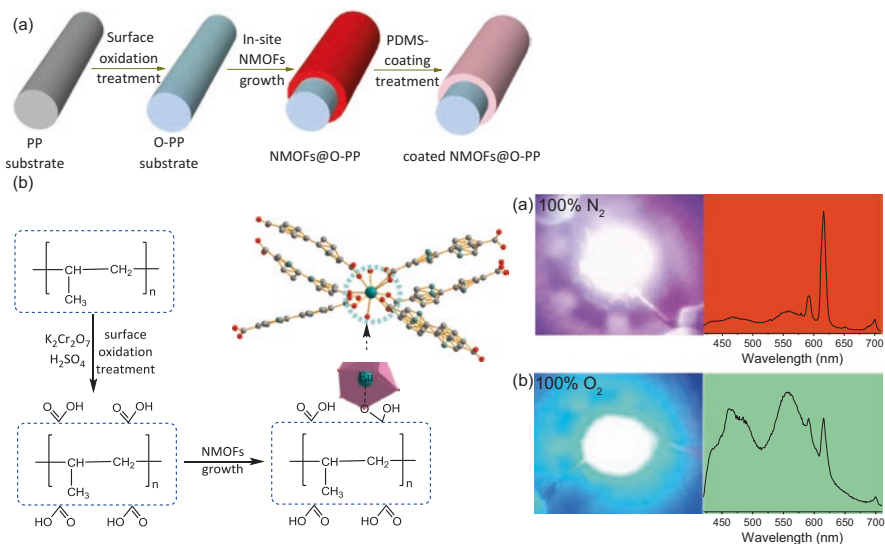 (a)
Surface
oxidation
treatment
In-site
NMOFs
growth
PDMS-
coating
treatment
PP
substrate
O-PP
substrate
NMOFs@O-PP
coated NMOFs@O-PP
(b)
CH
CH₂
n
CH₃
K₂Cr₂O₇
H₂SO₄
surface
oxidation
treatment
O
OH
O
OH
CH
CH₂
n
CH₃
HO
O
HO
O
NMOFs
growth
Eu
O
OH
O
OH
CH
CH₂
n
CH₃
HO
O
HO
O
(a) 100% N₂
450 500 550 600 650 700
Wavelength (nm)
(b) 100% O₂
450 500 550 600 650 700
Wavelength (nm)